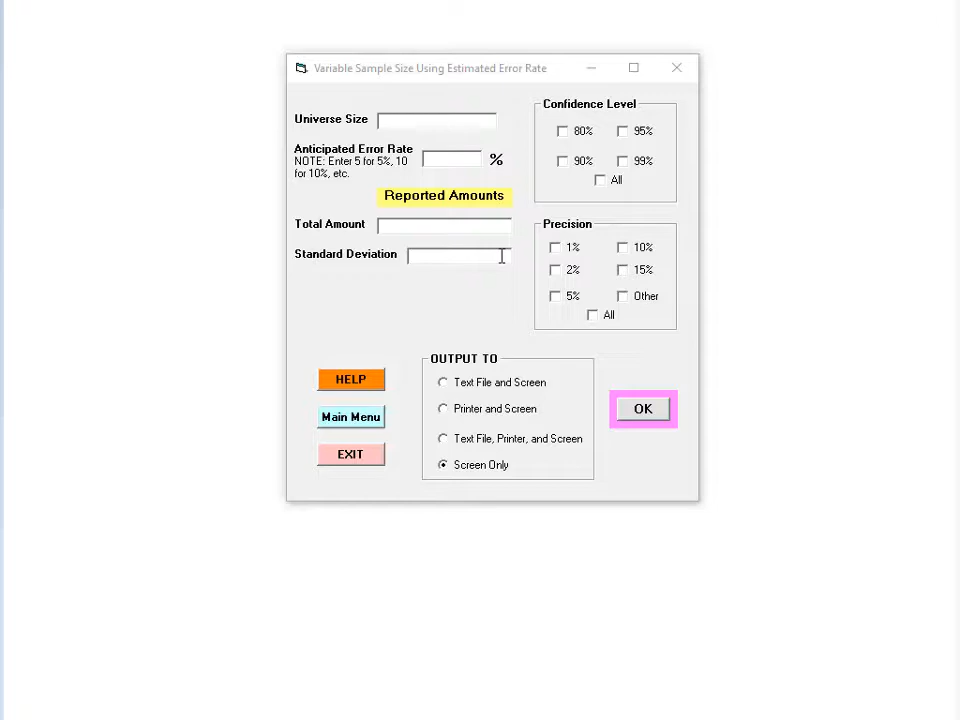 Variable Sample Size Using Estimated Error Rate
Universe Size
Anticipated Error Rate
NOTE: Enter 5 for 5%, 10
for 10%, etc.
%
Reported Amounts
Total Amount
Standard Deviation
Confidence Level
80% 95%
90% 99%
All
Precision
1% 10%
2% 15%
5% Other
All
HELP
Main Menu
EXIT
OUTPUT TO
Text File and Screen
Printer and Screen
Text File, Printer, and Screen
Screen Only
OK